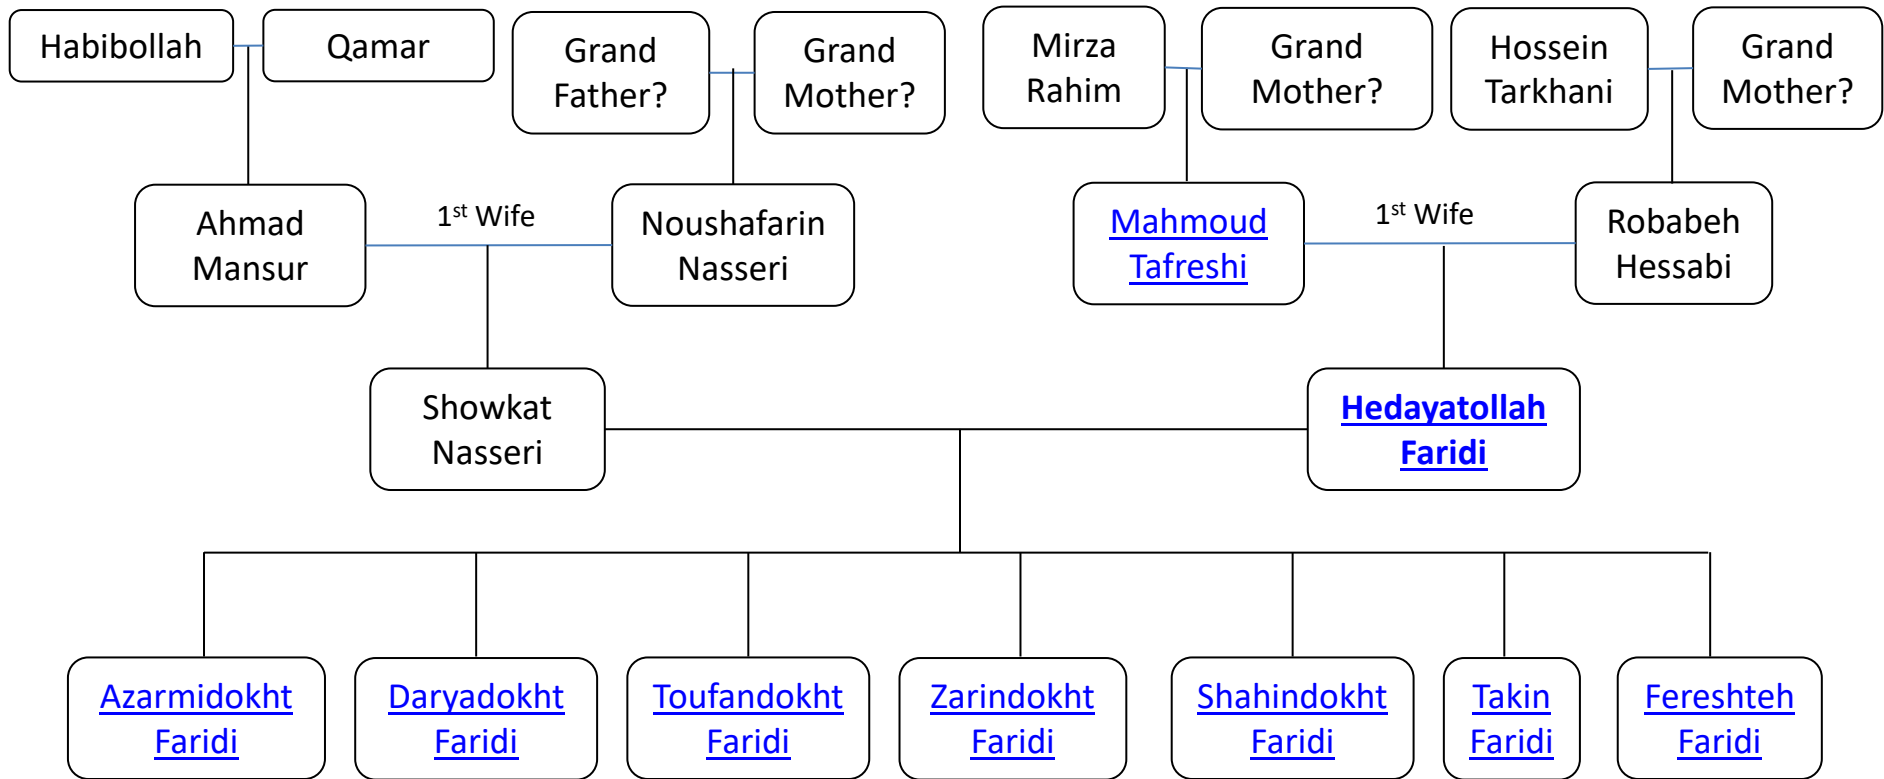 Habibollah
Qamar
Grand
Father?
Grand
Mother?
Mirza
Rahim
Grand
Mother?
Hossein
Tarkhani
Grand
Mother?
Ahmad
Mansur
1st Wife
Noushafarin
Nasseri
Mahmoud
Tafreshi
1st Wife
Robabeh
Hessabi
Showkat
Nasseri
Hedayatollah
Faridi
Azarmidokht
Faridi
Daryadokht
Faridi
Toufandokht
Faridi
Zarindokht
Faridi
Shahindokht
Faridi
Takin
Faridi
Fereshteh
Faridi